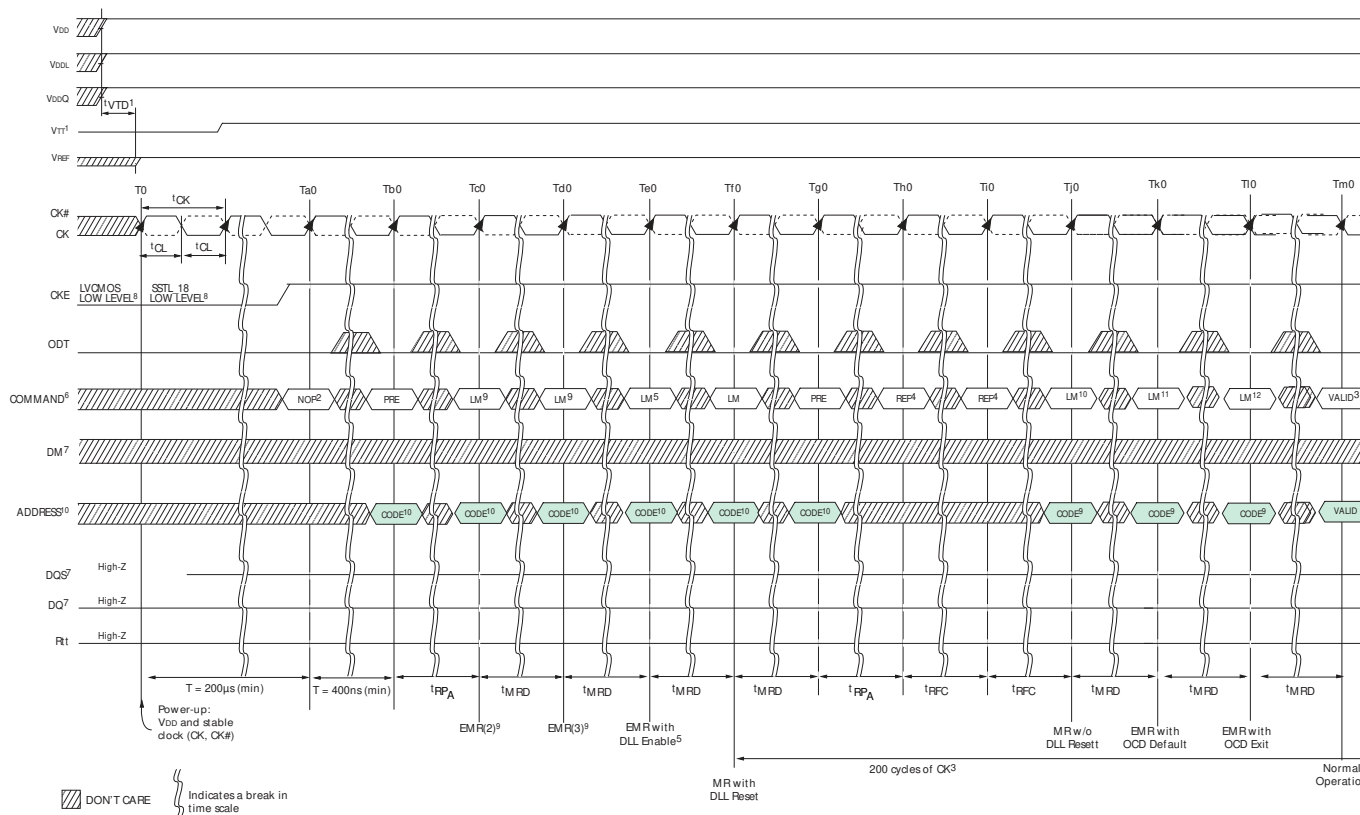 VDD
VDDL
VDDQ
tVTD1
VTT1
VREF
T0 Ta0 Tb0 Tc0 Td0 Te0 Tf0 Tg0 Th0 Ti0 Tj0 Tk0 Tl0 Tm0
tCK
CK#
CK
tCL tCL
CKE
LVCMOS
LOW LEVEL8
SSTL_18
LOW LEVEL8
ODT
COMMAND6 NOP2 PRE LM9 LM9 LM5 LM PRE REF4 REF4 LM10 LM11 LM12 VALID3
DM7
ADDRESS10 CODE10 CODE10 CODE10 CODE10 CODE10 CODE10 CODE9 CODE9 CODE9 VALID
DQS7 High-Z
DQ7 High-Z
Rtt High-Z
T = 200µs (min) T = 400ns (min) tRPA tMRD tMRD tMRD tMRD tRPA tRFC tRFC tMRD tMRD tMRD
Power-up:
VDD and stable
clock (CK, CK#)
EMR(2)9
EMR(3)9
EMR with
DLL Enable5
MR w/o
DLL Resett
EMR with
OCD Default
EMR with
OCD Exit
200 cycles of CK3
MR with
DLL Reset
Normal
Operatio
DON'T CARE
Indicates a break in
time scale